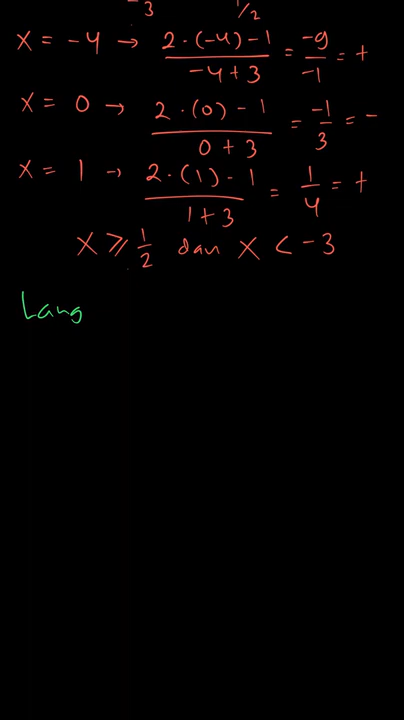 -3 1/2
x = -4 → 2·(-4)-1 / -4+3 = -9/-1 = +
x = 0 → 2·(0)-1 / 0+3 = -1/3 = -
x = 1 → 2·(1)-1 / 1+3 = 1/4 = +
x ≥ 1/2 dan x < -3
Lang